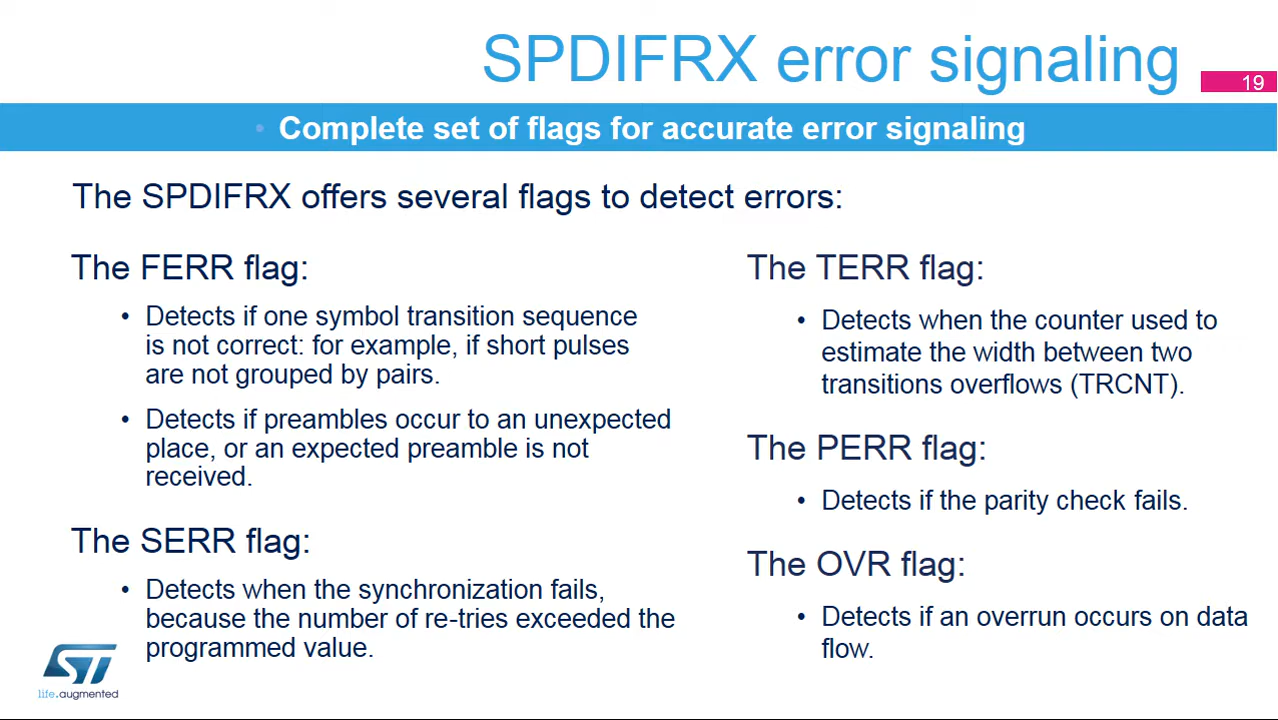 SPDIFRX error signaling
19
• Complete set of flags for accurate error signaling
The SPDIFRX offers several flags to detect errors:
The FERR flag:
• Detects if one symbol transition sequence
is not correct: for example, if short pulses
are not grouped by pairs.
• Detects if preambles occur to an unexpected
place, or an expected preamble is not
received.
The SERR flag:
• Detects when the synchronization fails,
because the number of re-tries exceeded the
programmed value.
The TERR flag:
• Detects when the counter used to
estimate the width between two
transitions overflows (TRCNT).
The PERR flag:
• Detects if the parity check fails.
The OVR flag:
• Detects if an overrun occurs on data
flow.
ST
life.augmented